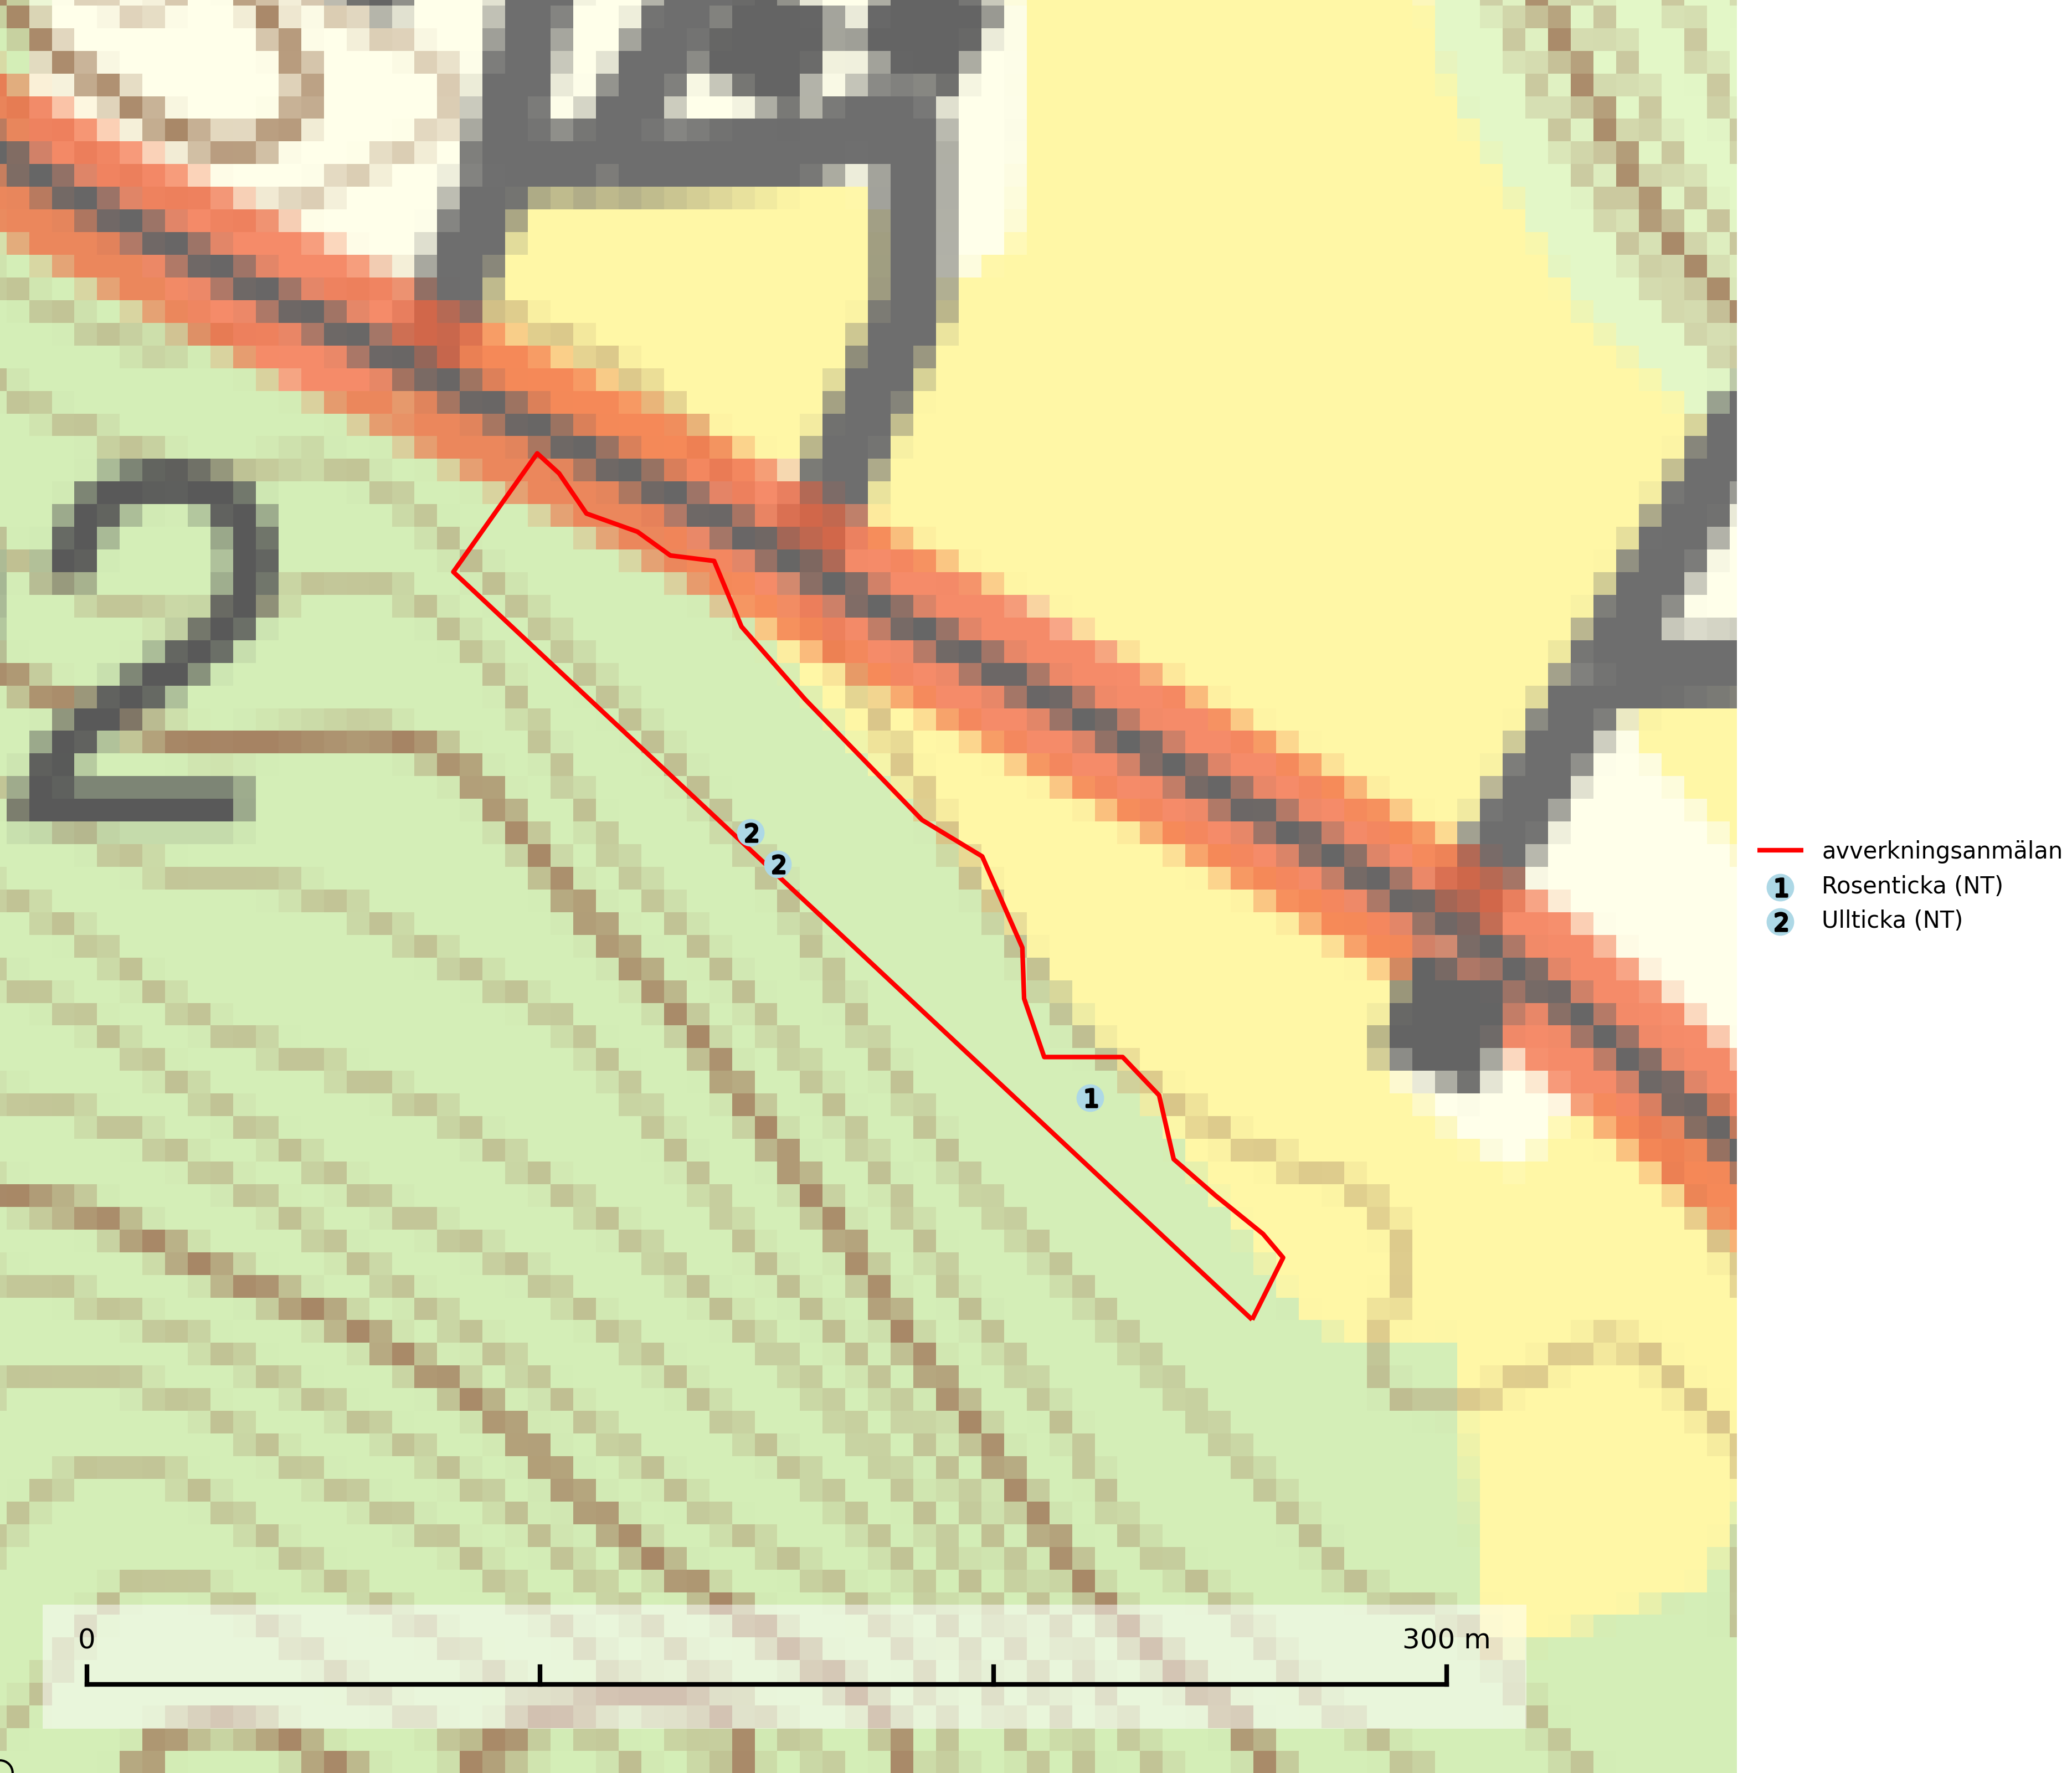 2
2
2
1
avverkningsanmälan
1 Rosenticka (NT)
2 Ullticka (NT)
0 300 m